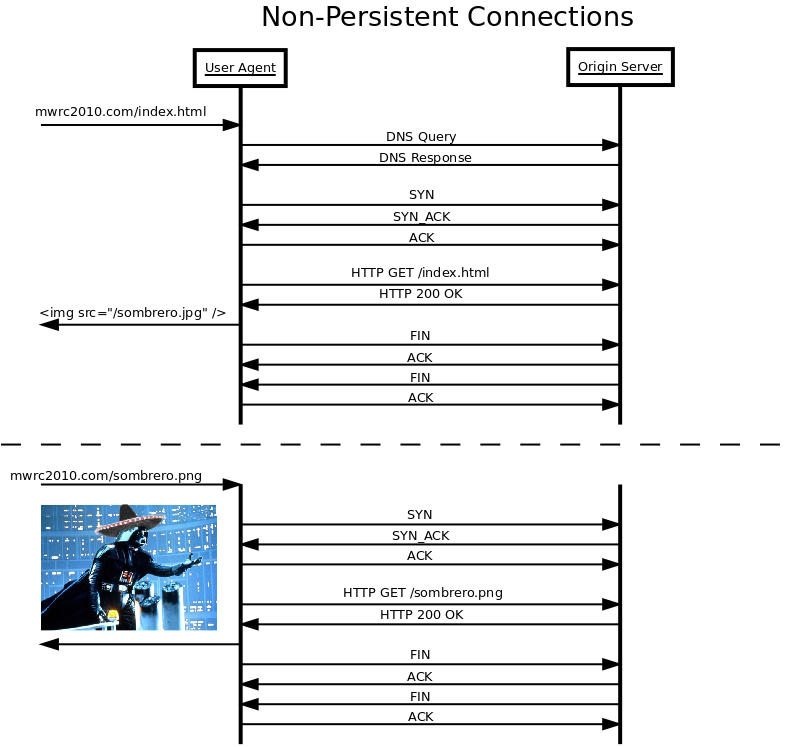 Non-Persistent Connections
User Agent
Origin Server
mwrc2010.com/index.html
DNS Query
DNS Response
SYN
SYN_ACK
ACK
HTTP GET /index.html
HTTP 200 OK
<img src="/sombrero.jpg" />
FIN
ACK
FIN
ACK
mwrc2010.com/sombrero.png
SYN
SYN_ACK
ACK
HTTP GET /sombrero.png
HTTP 200 OK
FIN
ACK
FIN
ACK